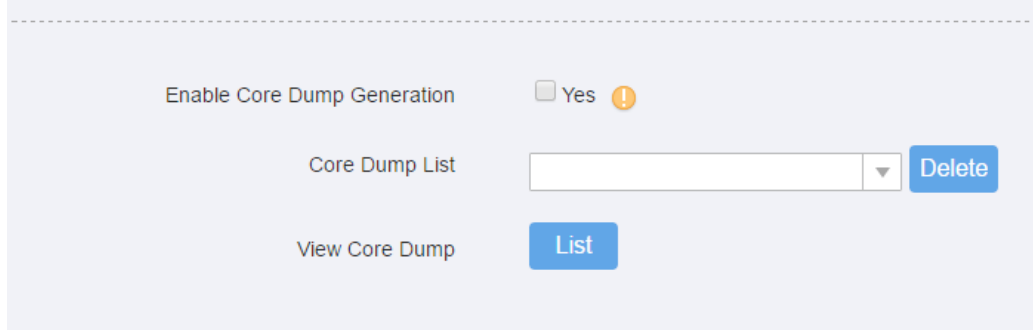 Enable Core Dump Generation Yes
Core Dump List Delete
View Core Dump List